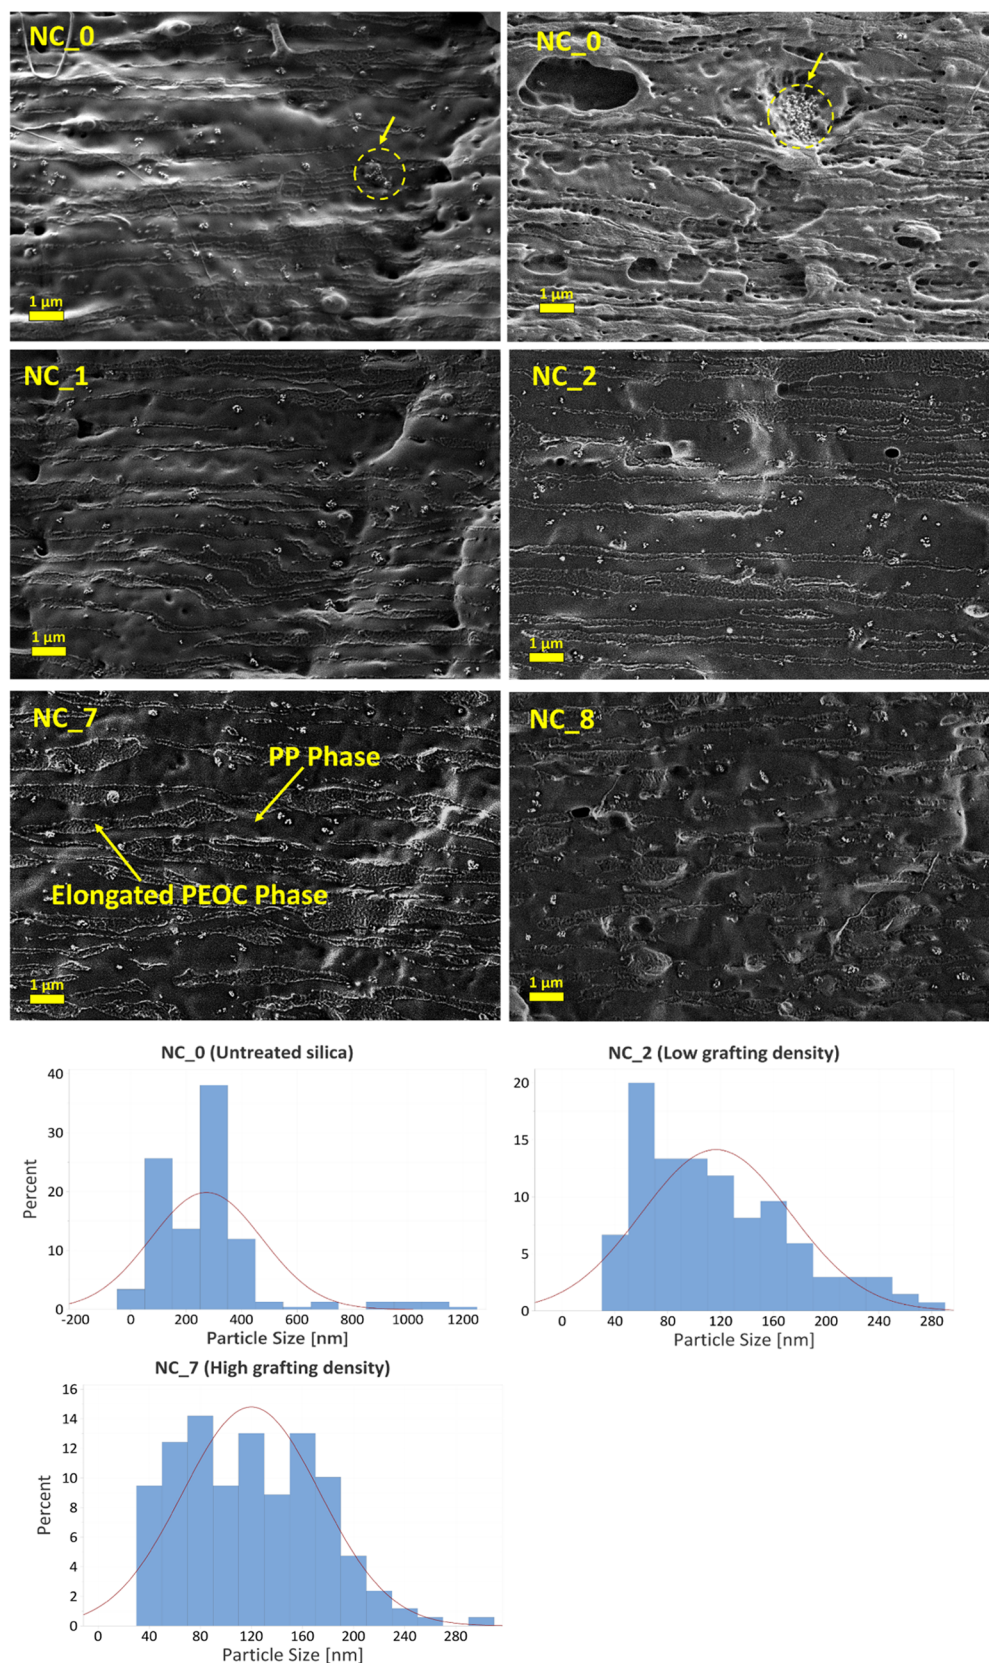 NC_0
1 µm
NC_0
1 µm
NC_1
1 µm
NC_2
1 µm
NC_7
PP Phase
Elongated PEOC Phase
1 µm
NC_8
1 µm
NC_0 (Untreated silica)
Percent
40
30
20
10
0
-200 0 200 400 600 800 1000 1200
Particle Size [nm]
NC_2 (Low grafting density)
Percent
20
15
10
5
0
0 40 80 120 160 200 240 280
Particle Size [nm]
NC_7 (High grafting density)
Percent
16
14
12
10
8
6
4
2
0
0 40 80 120 160 200 240 280
Particle Size [nm]